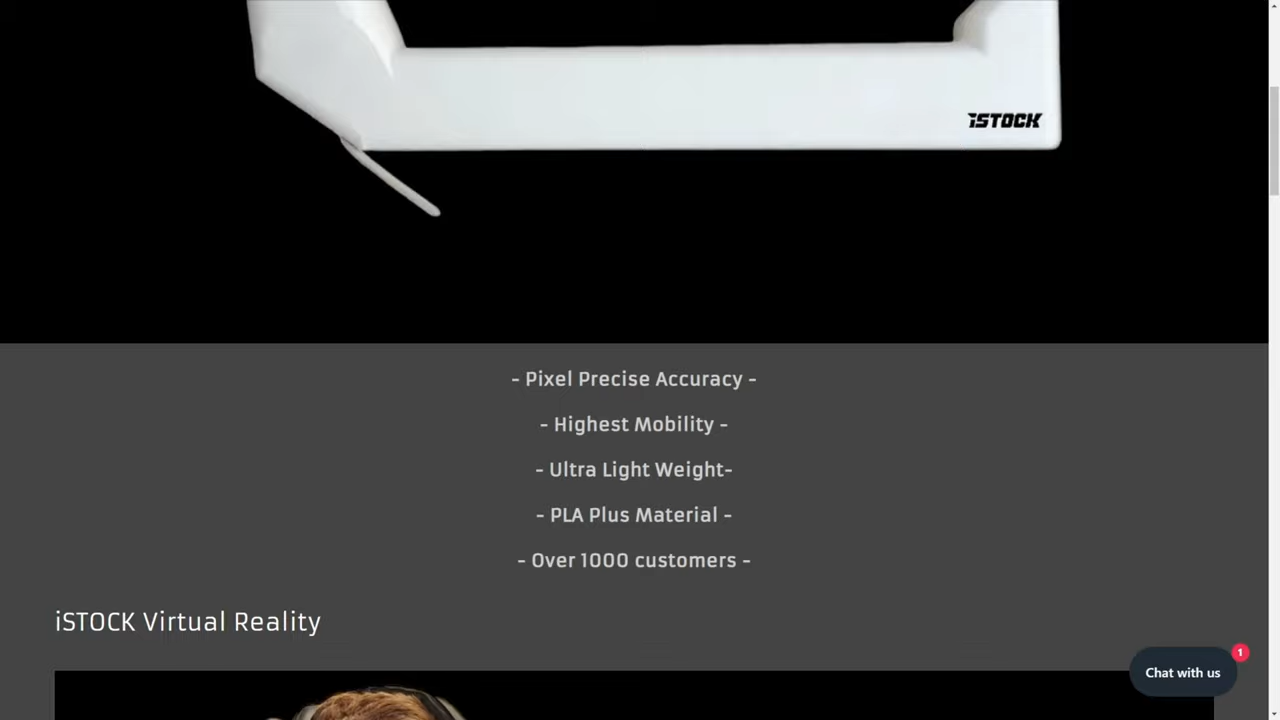 iSTOCK
- Pixel Precise Accuracy -
- Highest Mobility -
- Ultra Light Weight-
- PLA Plus Material -
- Over 1000 customers -
iSTOCK Virtual Reality
1
Chat with us